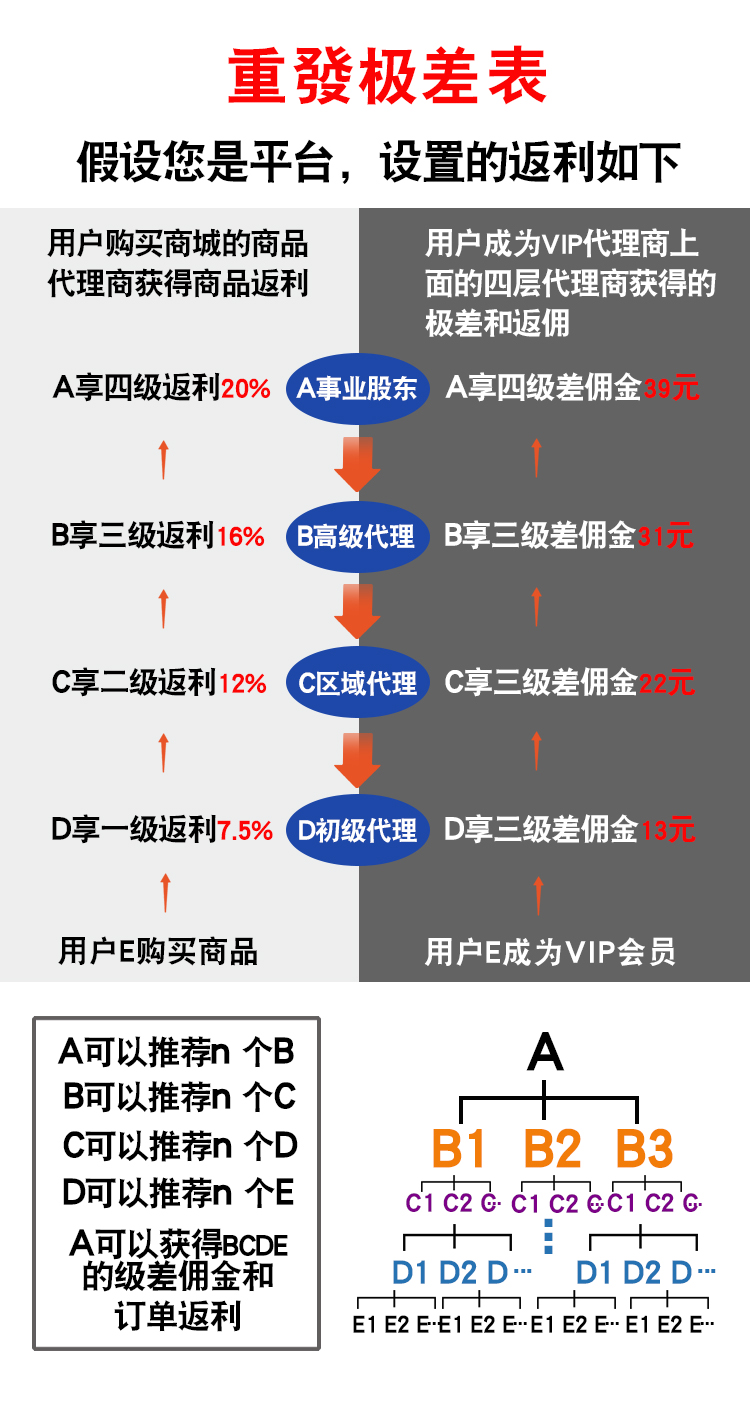 重發极差表
假设您是平台，设置的返利如下
用户购买商城的商品
代理商获得商品返利
用户成为VIP代理商上
面的四层代理商获得的
极差和返佣
A享四级返利20%
A事业股东
A享四级差佣金39元
B享三级返利16%
B高级代理
B享三级差佣金31元
C享二级返利12%
C区域代理
C享三级差佣金22元
D享一级返利7.5%
D初级代理
D享三级差佣金13元
用户E购买商品
用户E成为VIP会员
A可以推荐n 个B
B可以推荐n 个C
C可以推荐n 个D
D可以推荐n 个E
A可以获得BCDE
的级差佣金和
订单返利
A
B1 B2 B3
C1 C2 C··· C1 C2 C··· C1 C2 C···
D1 D2 D··· D1 D2 D···
E1 E2 E··· E1 E2 E··· E1 E2 E··· E1 E2 E···